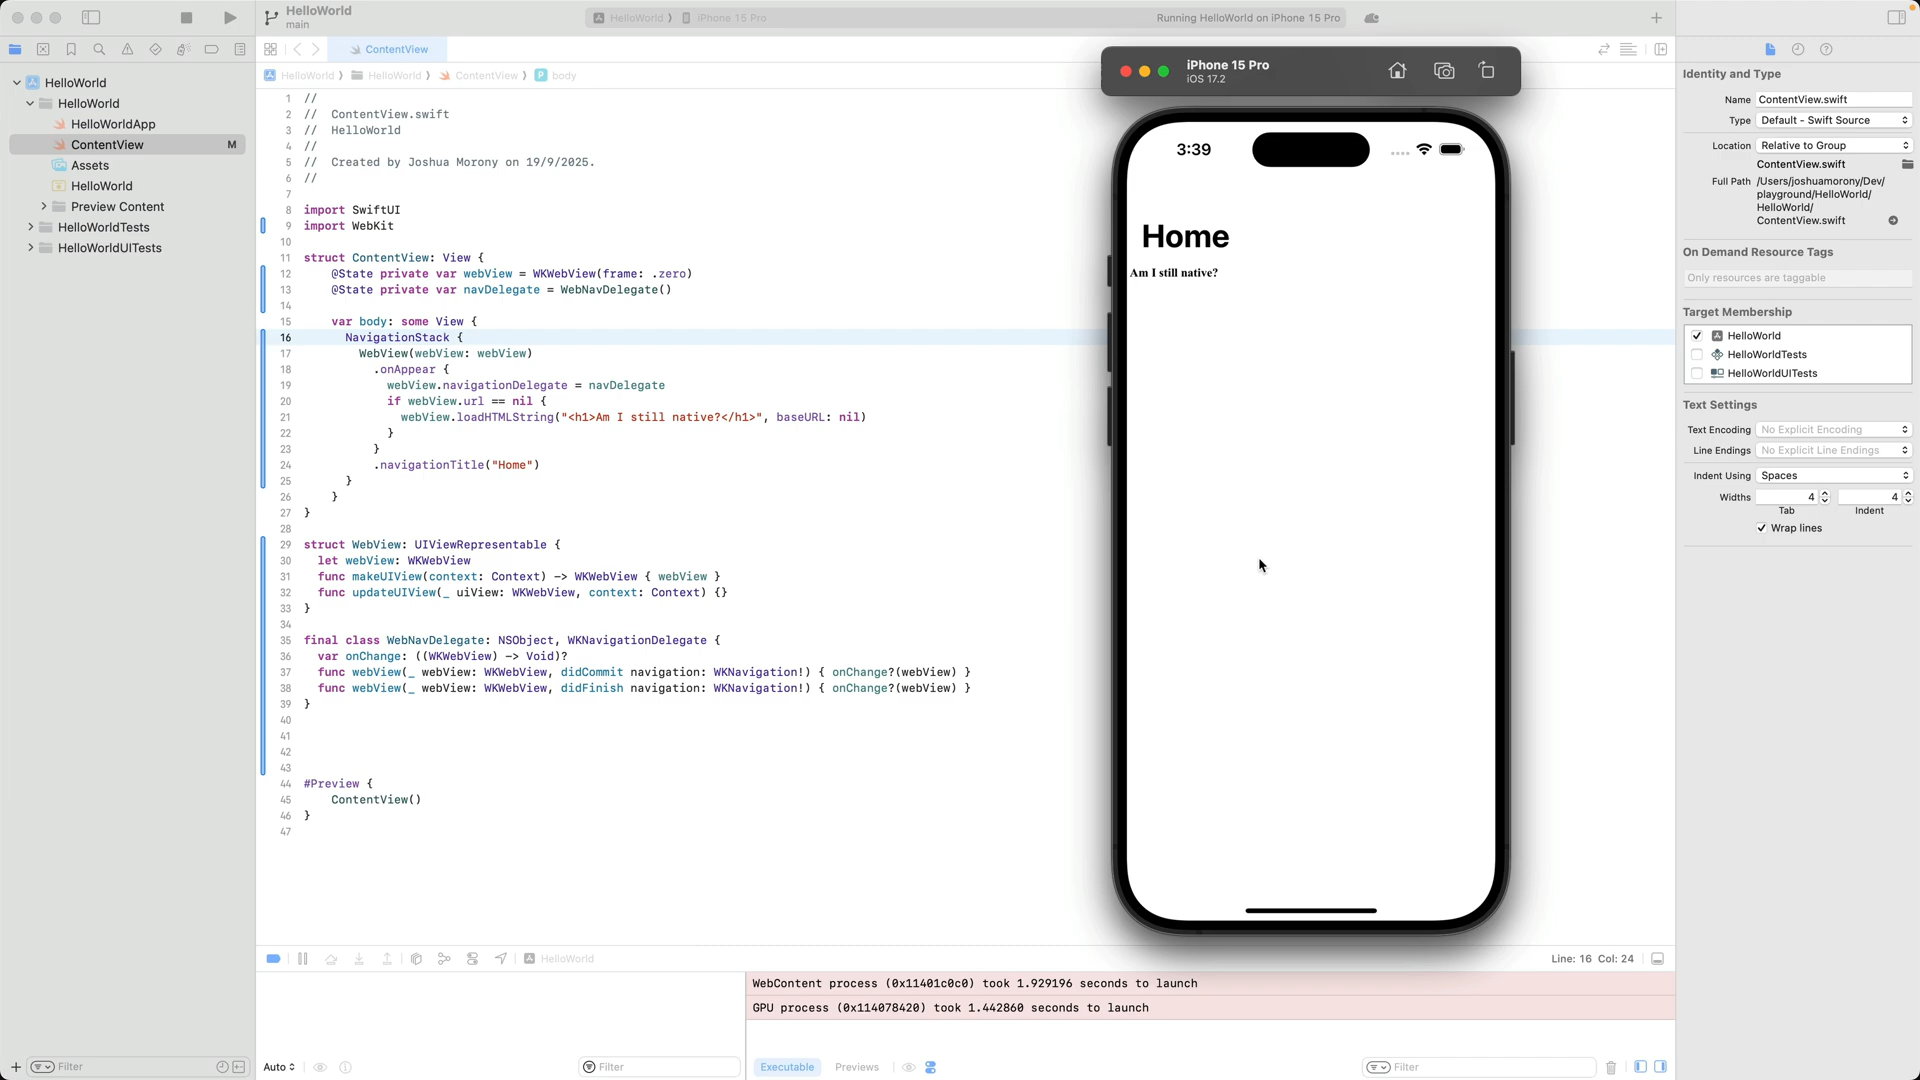 HelloWorld
main
HelloWorld ⟩ iPhone 15 Pro
Running HelloWorld on iPhone 15 Pro
ContentView
HelloWorld ⟩ HelloWorld ⟩ ContentView ⟩ P body
HelloWorld
HelloWorld
HelloWorldApp
ContentView M
Assets
HelloWorld
Preview Content
HelloWorldTests
HelloWorldUITests
Filter
1 //
2 //  ContentView.swift
3 //  HelloWorld
4 //
5 //  Created by Joshua Morony on 19/9/2025.
6 //
7
8 import SwiftUI
9 import WebKit
10
11 struct ContentView: View {
12     @State private var webView = WKWebView(frame: .zero)
13     @State private var navDelegate = WebNavDelegate()
14
15     var body: some View {
16       NavigationStack {
17         WebView(webView: webView)
18           .onAppear {
19             webView.navigationDelegate = navDelegate
20             if webView.url == nil {
21               webView.loadHTMLString("<h1>Am I still native?</h1>", baseURL: nil)
22             }
23           }
24           .navigationTitle("Home")
25       }
26     }
27 }
28
29 struct WebView: UIViewRepresentable {
30   let webView: WKWebView
31   func makeUIView(context: Context) -> WKWebView { webView }
32   func updateUIView(_ uiView: WKWebView, context: Context) {}
33 }
34
35 final class WebNavDelegate: NSObject, WKNavigationDelegate {
36   var onChange: ((WKWebView) -> Void)?
37   func webView(_ webView: WKWebView, didCommit navigation: WKNavigation!) { onChange?(webView) }
38   func webView(_ webView: WKWebView, didFinish navigation: WKNavigation!) { onChange?(webView) }
39 }
40
41
42
43
44 #Preview {
45     ContentView()
46 }
47
iPhone 15 Pro
iOS 17.2
3:39
Home
Am I still native?
HelloWorld
Line: 16 Col: 24
WebContent process (0x11401c0c0) took 1.929196 seconds to launch
GPU process (0x114078420) took 1.442860 seconds to launch
Auto
Filter
Executable Previews
Filter
Identity and Type
Name ContentView.swift
Type Default - Swift Source
Location Relative to Group
ContentView.swift
Full Path /Users/joshuamorony/Dev/
playground/HelloWorld/
HelloWorld/
ContentView.swift
On Demand Resource Tags
Only resources are taggable
Target Membership
HelloWorld
HelloWorldTests
HelloWorldUITests
Text Settings
Text Encoding No Explicit Encoding
Line Endings No Explicit Line Endings
Indent Using Spaces
Widths 4 4
Tab Indent
Wrap lines